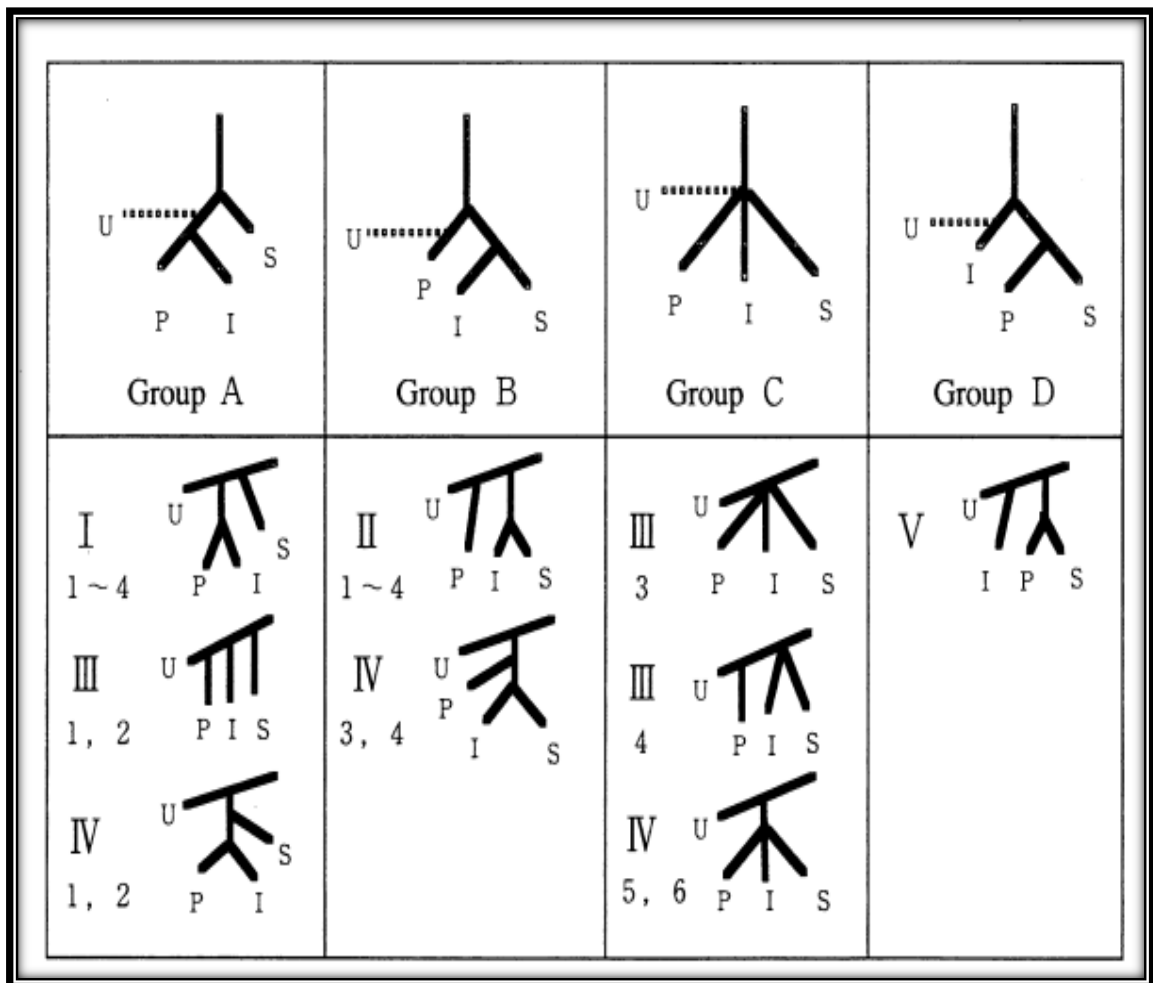 U
S
P I
Group A
U
P
I S
Group B
U
P I S
Group C
U
I
P S
Group D
I
1~4
U
S
P I
III
1, 2
U
P I S
IV
1, 2
U
S
P I
II
1~4
U
P I S
IV
3, 4
U
P
I S
III
3
U
P I S
III
4
U
P I S
IV
5, 6
U
P I S
V
U
I P S